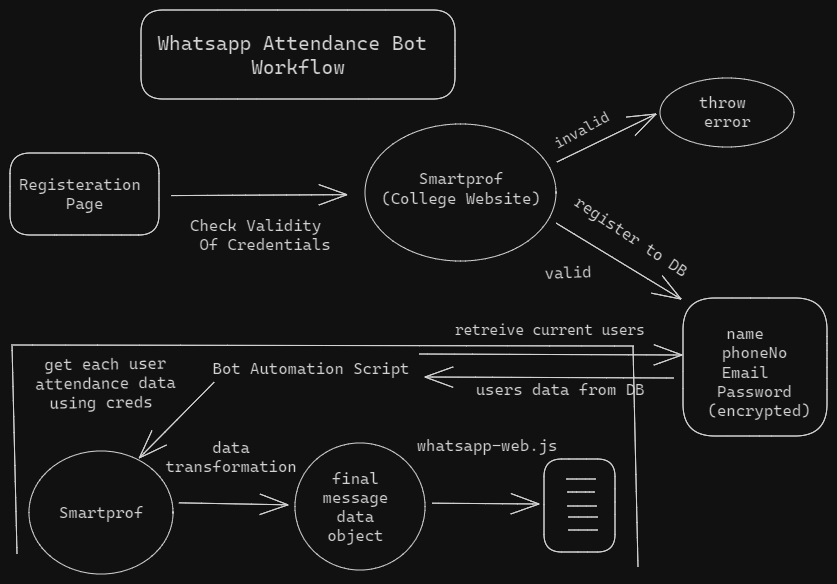 Whatsapp Attendance Bot
Workflow
throw
error
invalid
Registeration
Page
Smartprof
(College Website)
Check Validity
Of Credentials
register to DB
valid
name
phoneNo
Email
Password
(encrypted)
retreive current users
users data from DB
Bot Automation Script
get each user
attendance data
using creds
Smartprof
data
transformation
final
message
data
object
whatsapp-web.js